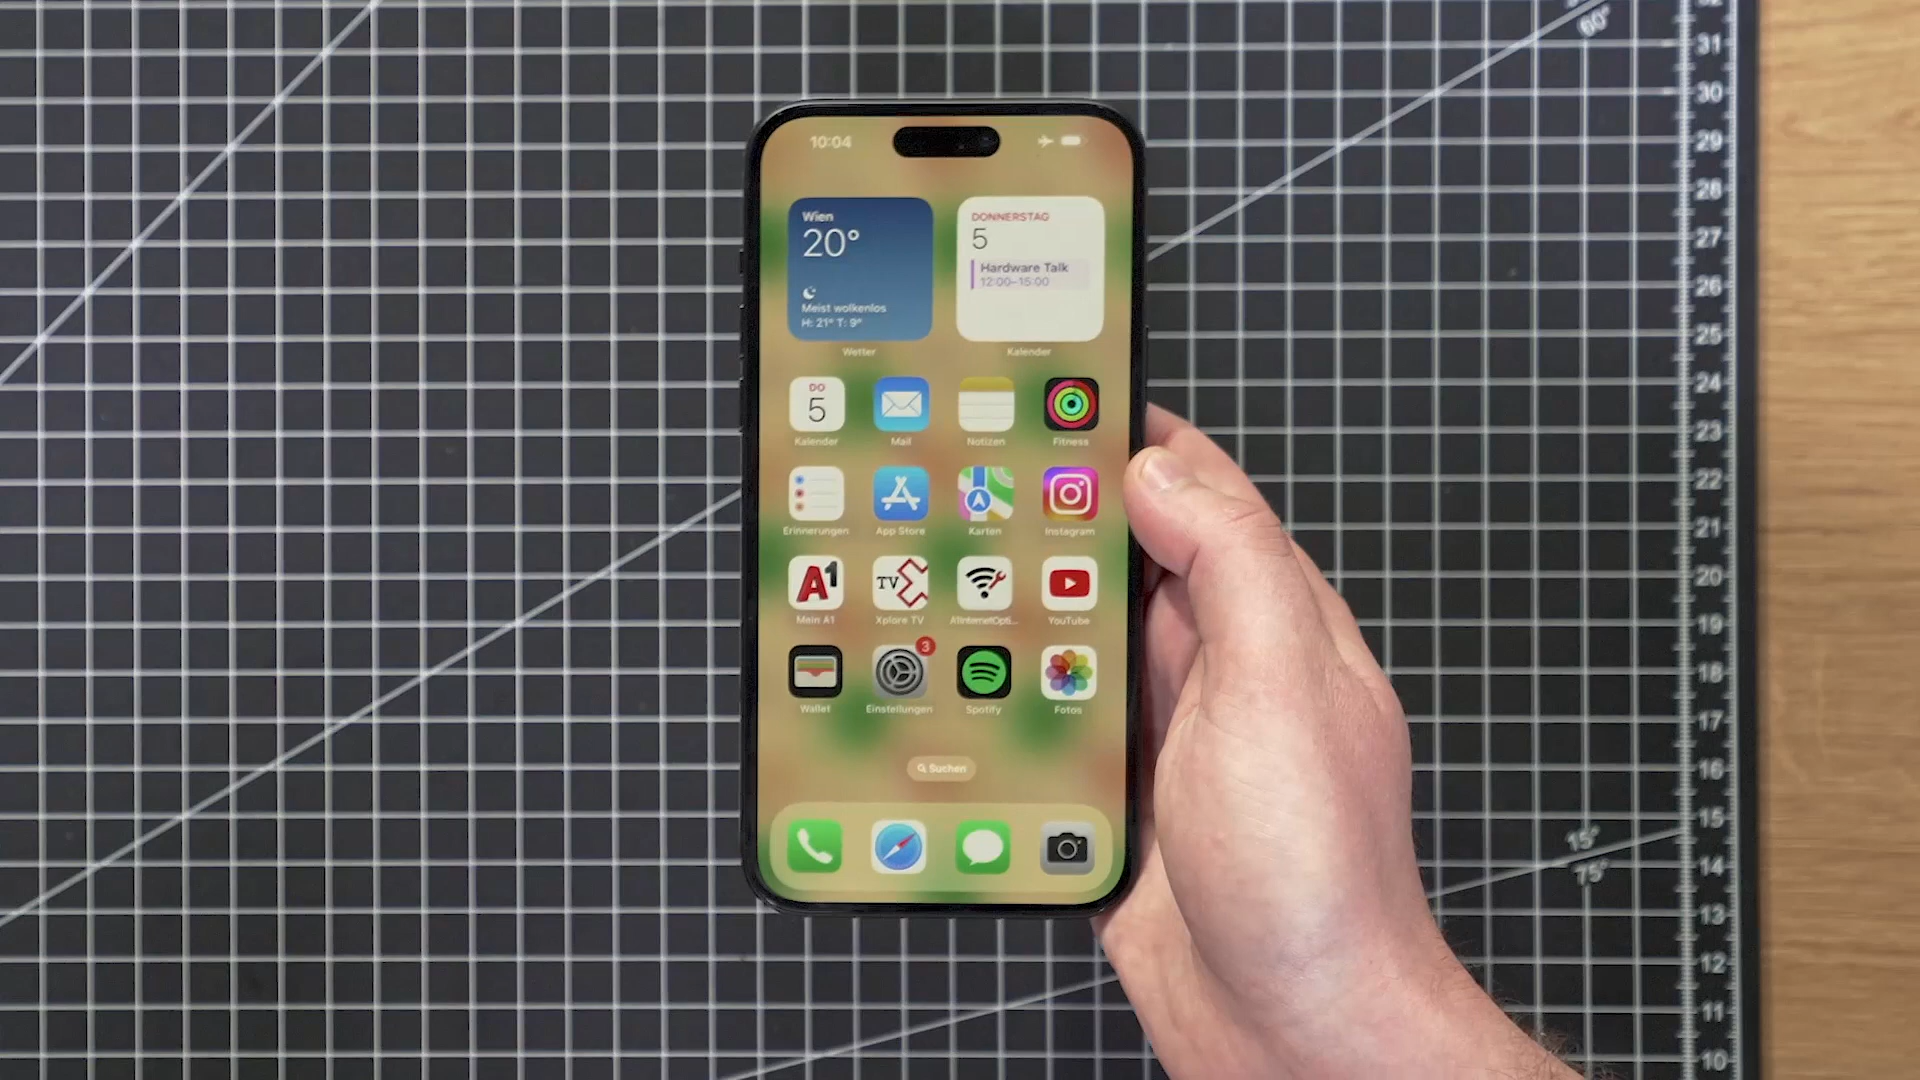 10:04
Wien
20°
Meist wolkenlos
H: 21° T: 9°
Wetter
DONNERSTAG
5
Hardware Talk
12:00–15:00
Kalender
DO
5
Kalender
Mail
Notizen
Fitness
Erinnerungen
App Store
Karten
Instagram
A1
Mein A1
TV
Xplore TV
A1InternetOpti...
YouTube
Wallet
3
Einstellungen
Spotify
Fotos
Suchen
60°
31
30
29
28
27
26
25
24
23
22
21
20
19
18
17
16
15
14
13
12
11
10
15°
75°